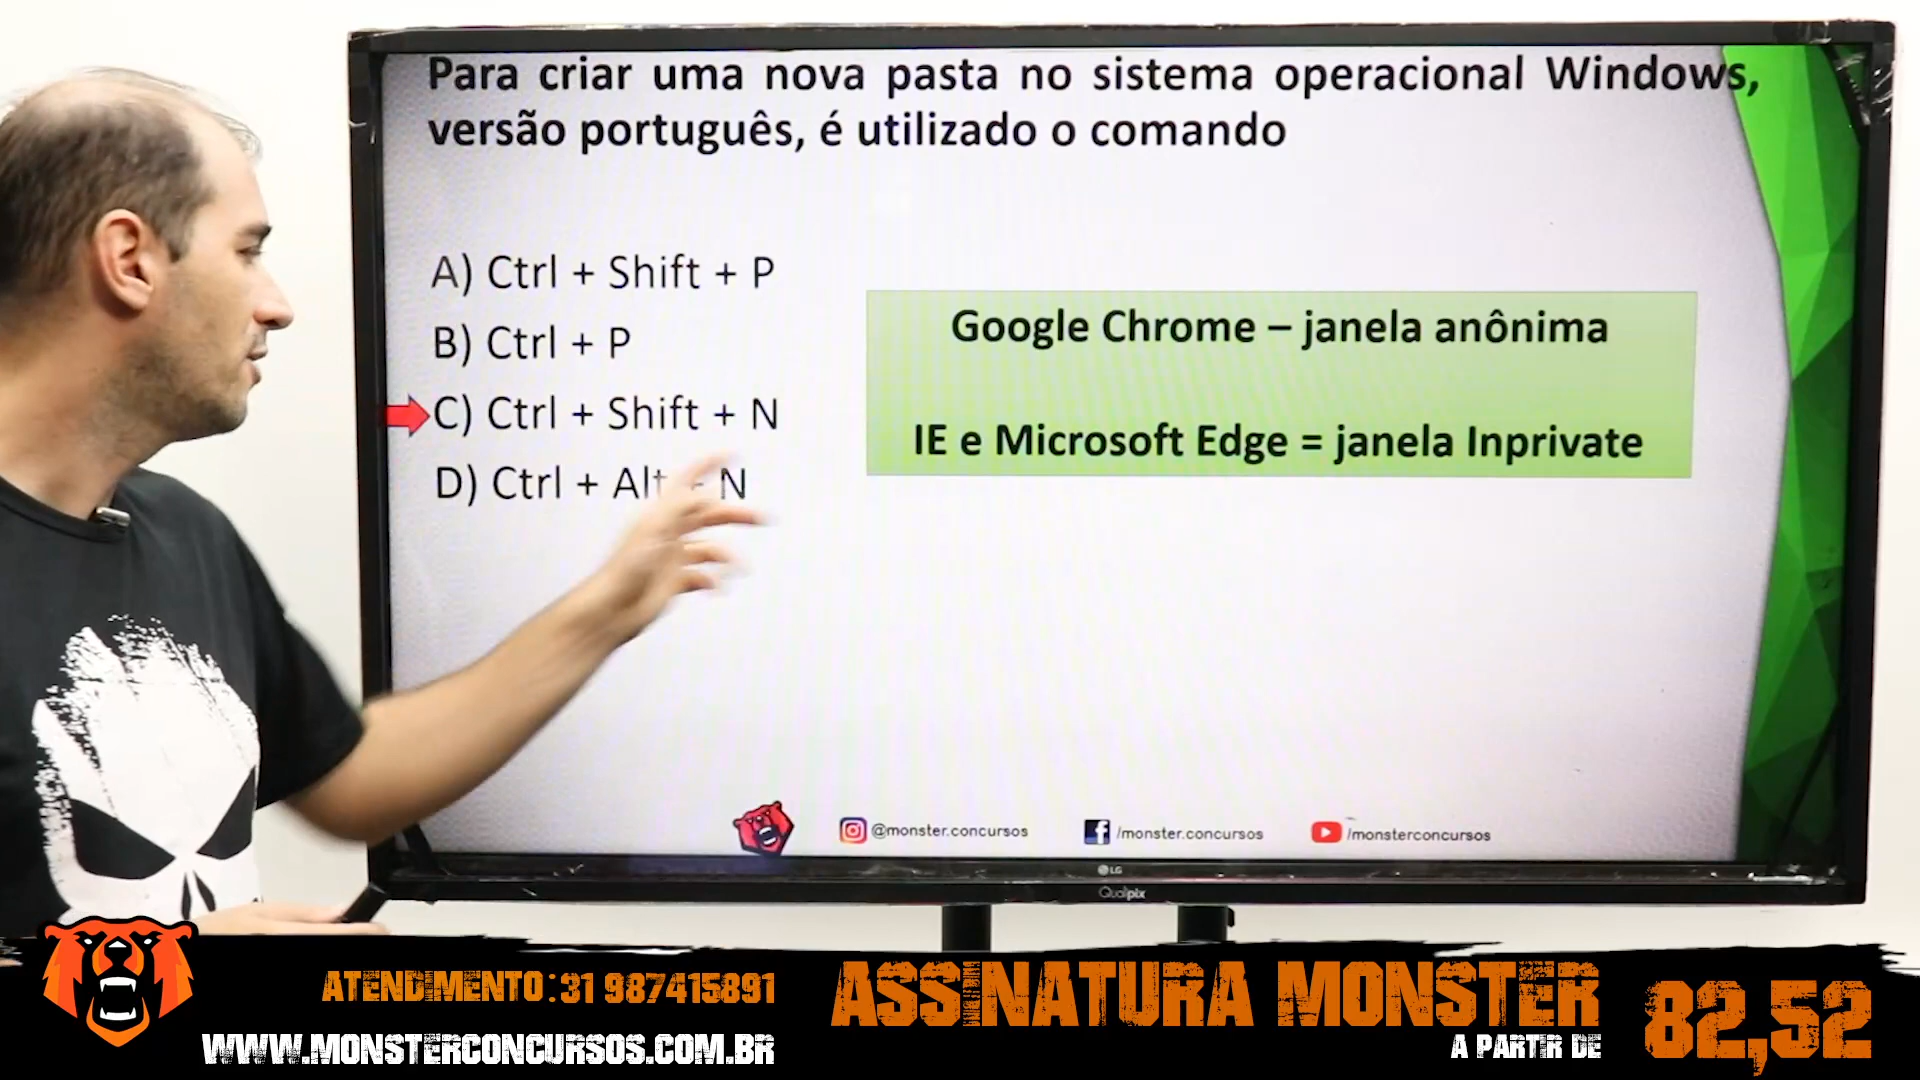 Para criar uma nova pasta no sistema operacional Windows,
versão português, é utilizado o comando
A) Ctrl + Shift + P
B) Ctrl + P
C) Ctrl + Shift + N
D) Ctrl + Alt + N
Google Chrome – janela anônima
IE e Microsoft Edge = janela Inprivate
@monster.concursos
/monster.concursos
/monsterconcursos
LG
Qualipix
ATENDIMENTO: 31 987415891
WWW.MONSTERCONCURSOS.COM.BR
ASSINATURA MONSTER
A PARTIR DE
82,52